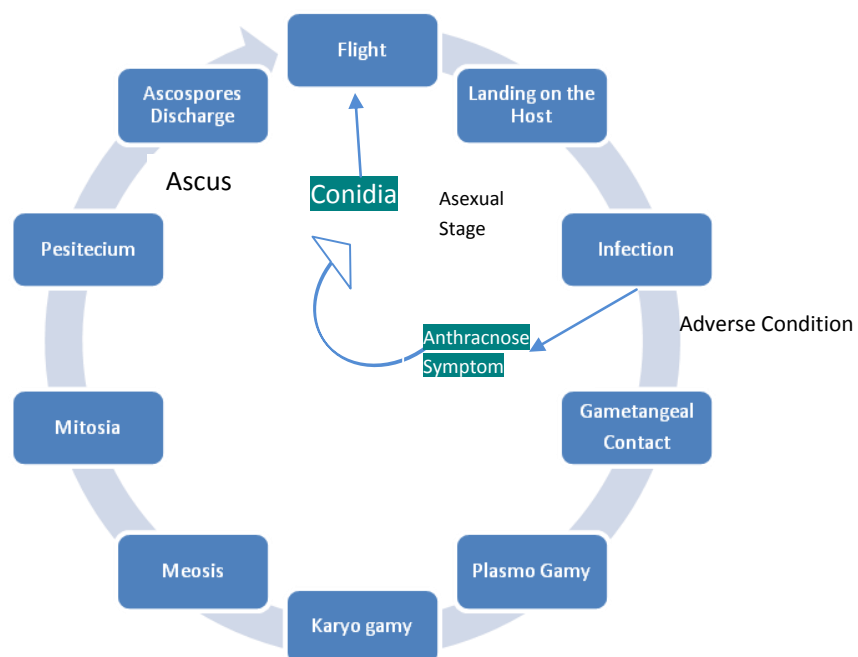 Flight
Landing on the
Host
Infection
Adverse Condition
Gametangeal
Contact
Plasmo Gamy
Karyo gamy
Meosis
Mitosia
Pesitecium
Ascus
Ascospores
Discharge
Conidia
Asexual
Stage
Anthracnose
Symptom